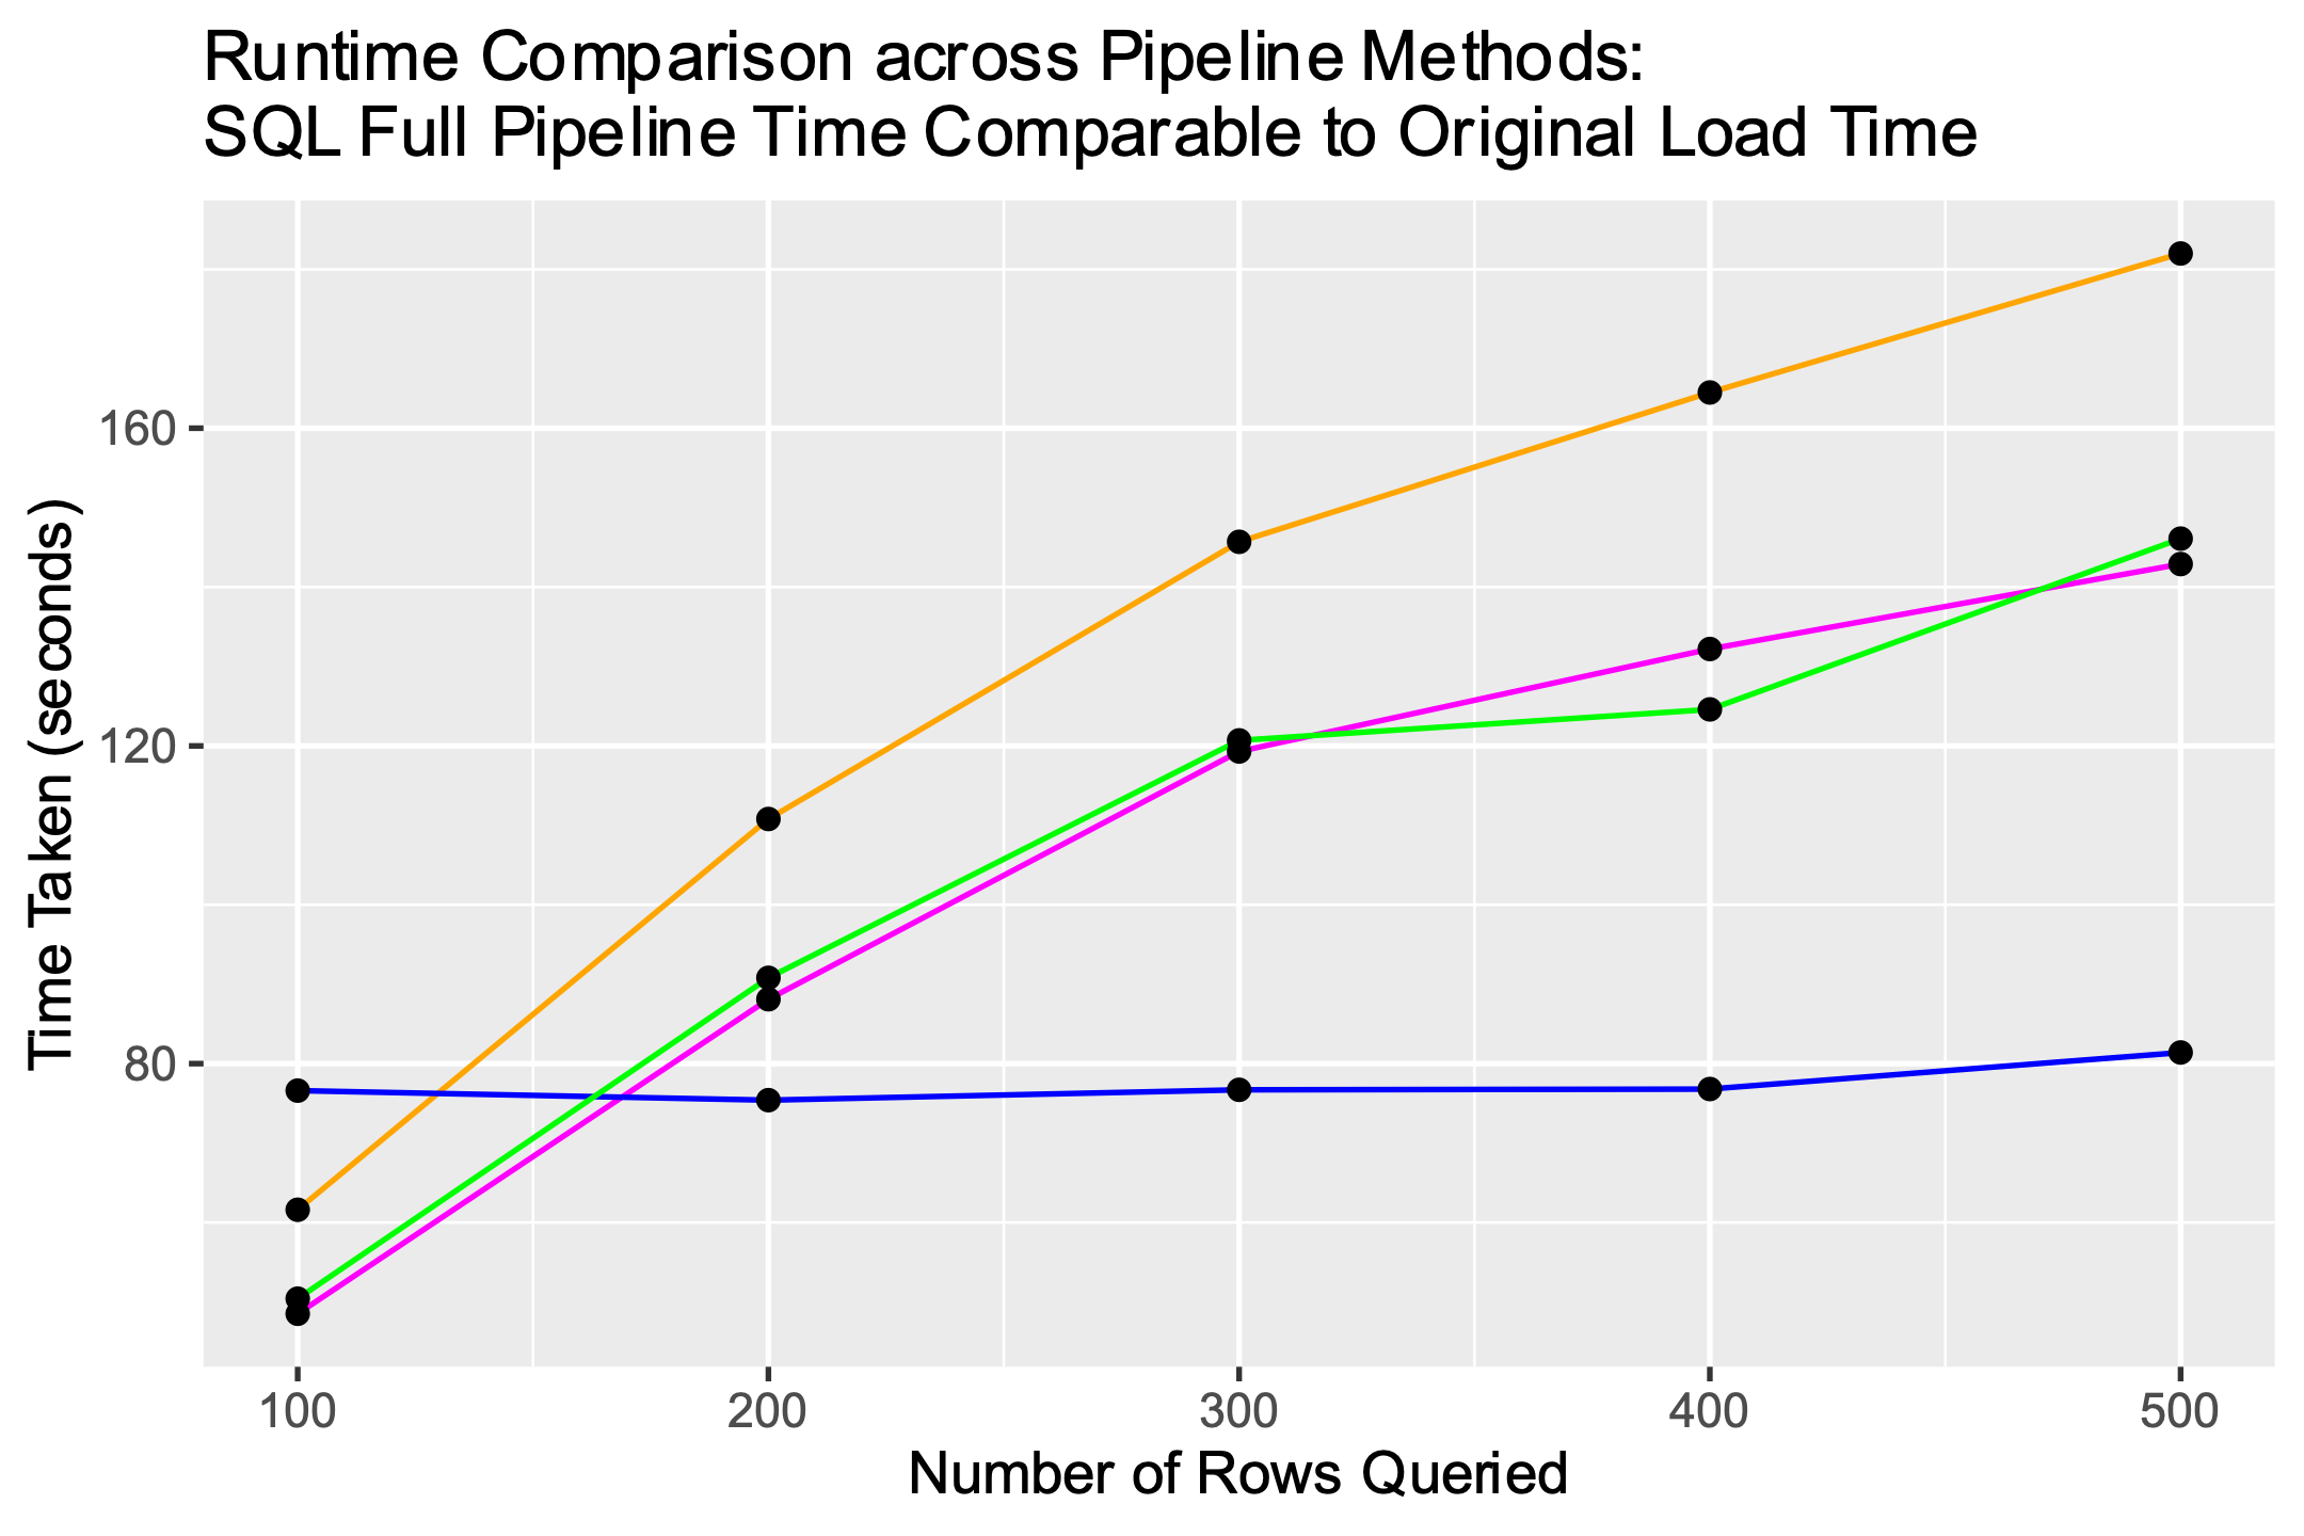 Runtime Comparison across Pipeline Methods:
SQL Full Pipeline Time Comparable to Original Load Time
Time Taken (seconds)
160
120
80
100
200
300
400
500
Number of Rows Queried